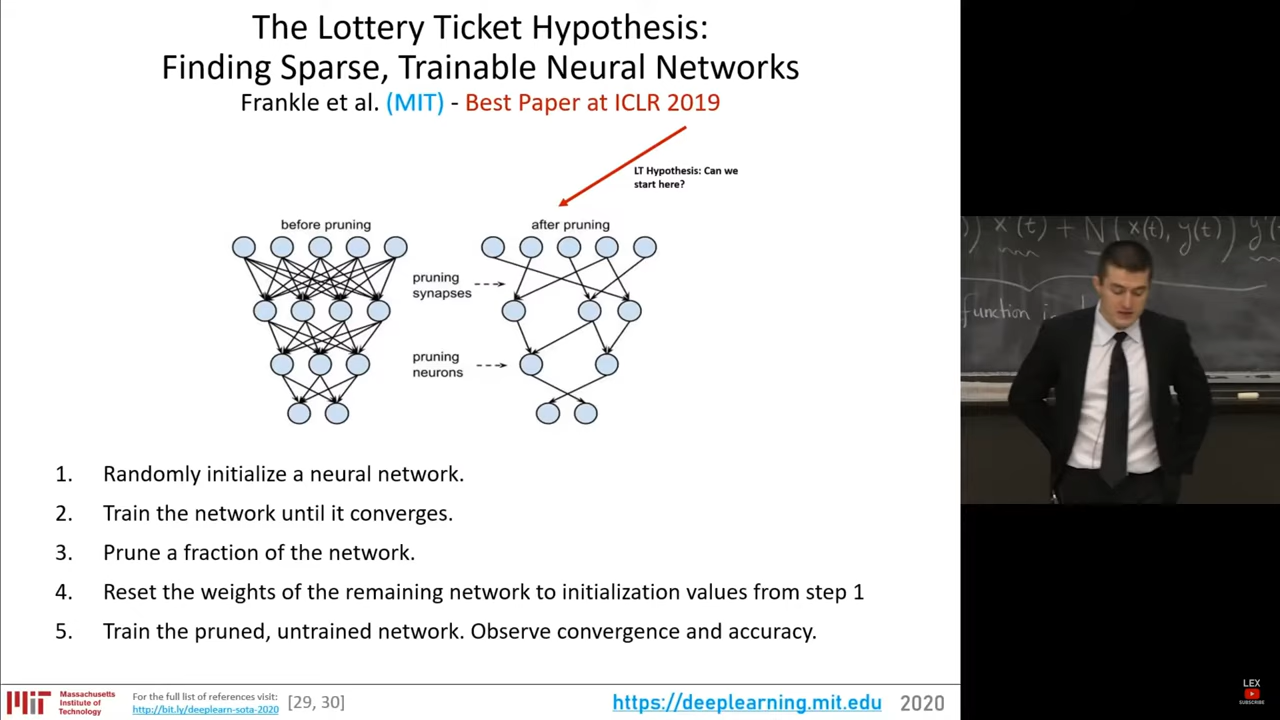 The Lottery Ticket Hypothesis:
Finding Sparse, Trainable Neural Networks
Frankle et al. (MIT) - Best Paper at ICLR 2019
LT Hypothesis: Can we
start here?
before pruning
after pruning
pruning
synapses
pruning
neurons
1. Randomly initialize a neural network.
2. Train the network until it converges.
3. Prune a fraction of the network.
4. Reset the weights of the remaining network to initialization values from step 1
5. Train the pruned, untrained network. Observe convergence and accuracy.
MIT Massachusetts
Institute of
Technology
For the full list of references visit:
http://bit.ly/deeplearn-sota-2020
[29, 30]
https://deeplearning.mit.edu 2020
) x'(t) + N(x(t), y(t)) y'(t
function i
LEX
SUBSCRIBE